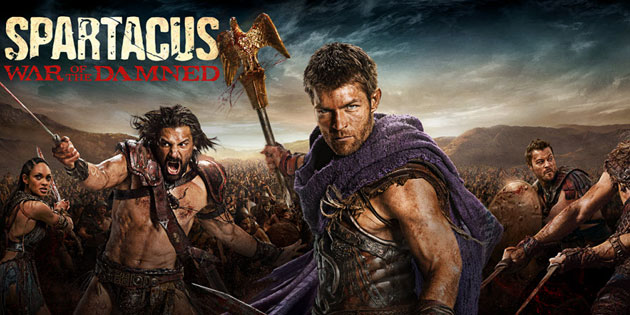 SPARTACUS
WAR OF THE DAMNED